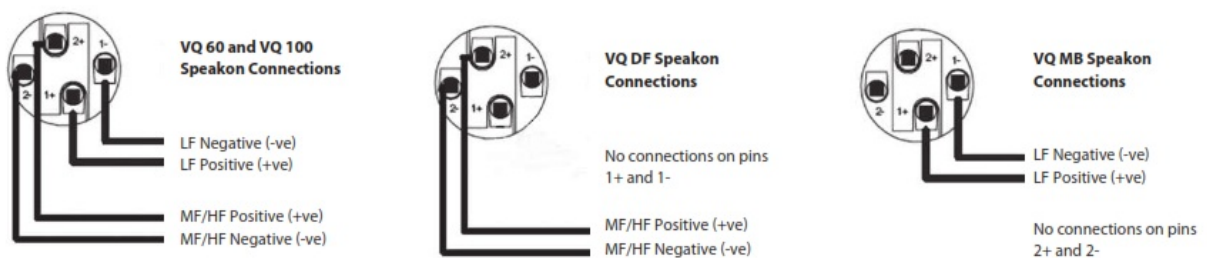 2+
1-
1+
2-
VQ 60 and VQ 100
Speakon Connections
LF Negative (-ve)
LF Positive (+ve)
MF/HF Positive (+ve)
MF/HF Negative (-ve)
2+
1-
1+
2-
VQ DF Speakon
Connections
No connections on pins
1+ and 1-
MF/HF Positive (+ve)
MF/HF Negative (-ve)
2+
1-
2-
1+
VQ MB Speakon
Connections
LF Negative (-ve)
LF Positive (+ve)
No connections on pins
2+ and 2-